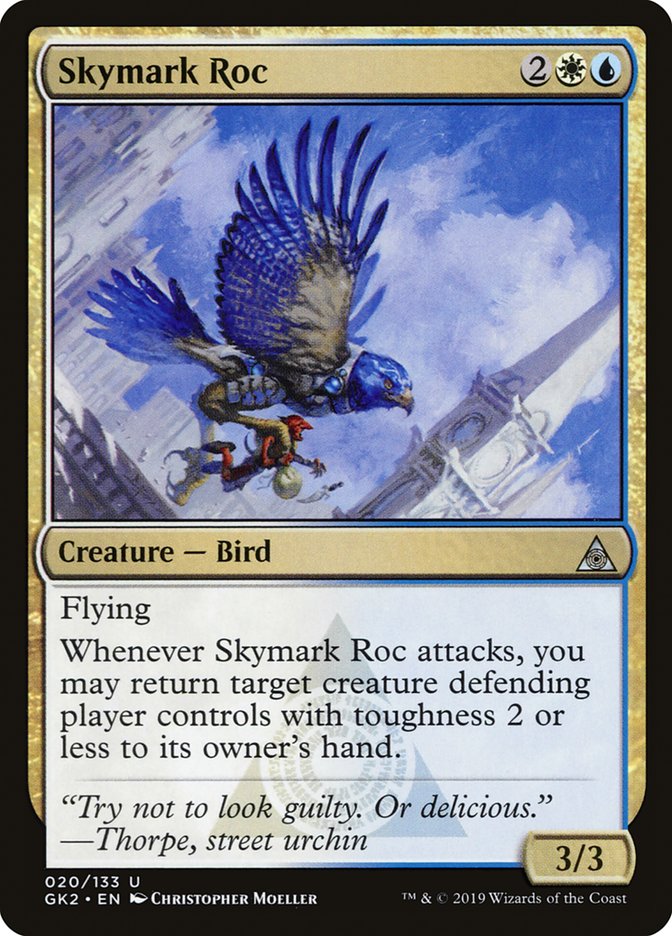 Skymark Roc 2
Creature — Bird
Flying
Whenever Skymark Roc attacks, you
may return target creature defending
player controls with toughness 2 or
less to its owner's hand.
“Try not to look guilty. Or delicious.”
—Thorpe, street urchin
3/3
020/133 U
GK2 • EN Christopher Moeller
™ & © 2019 Wizards of the Coast